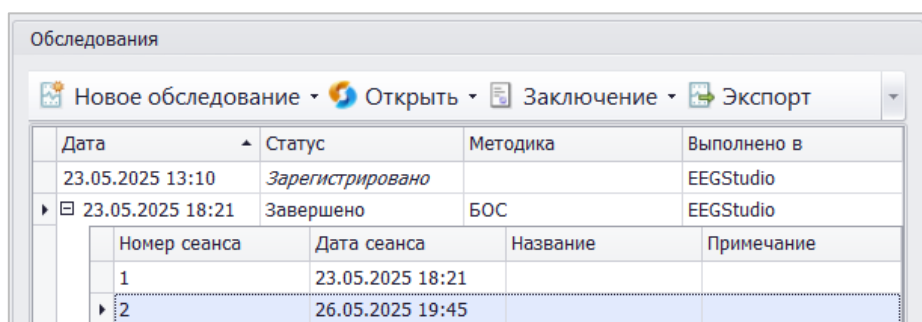 Обследования
Новое обследование Открыть Заключение Экспорт
Дата Статус Методика Выполнено в
23.05.2025 13:10 Зарегистрировано EEGStudio
23.05.2025 18:21 Завершено БОС EEGStudio
Номер сеанса Дата сеанса Название Примечание
1 23.05.2025 18:21
2 26.05.2025 19:45